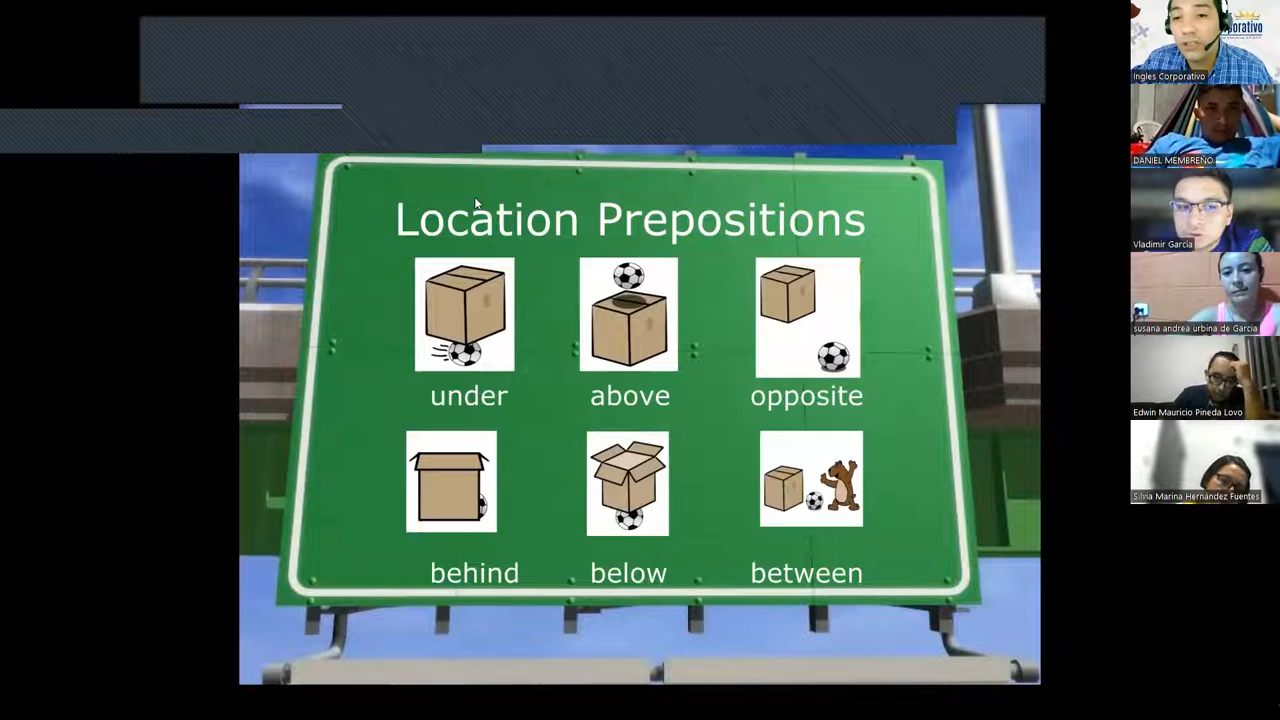 Location Prepositions
under above opposite
behind below between
orativo
Ingles Corporativo
DANIEL MEMBREÑO
Vladimir Garcia
susana andrea urbina de Garcia
Edwin Mauricio Pineda Lovo
Silvia Marina Hernández Fuentes